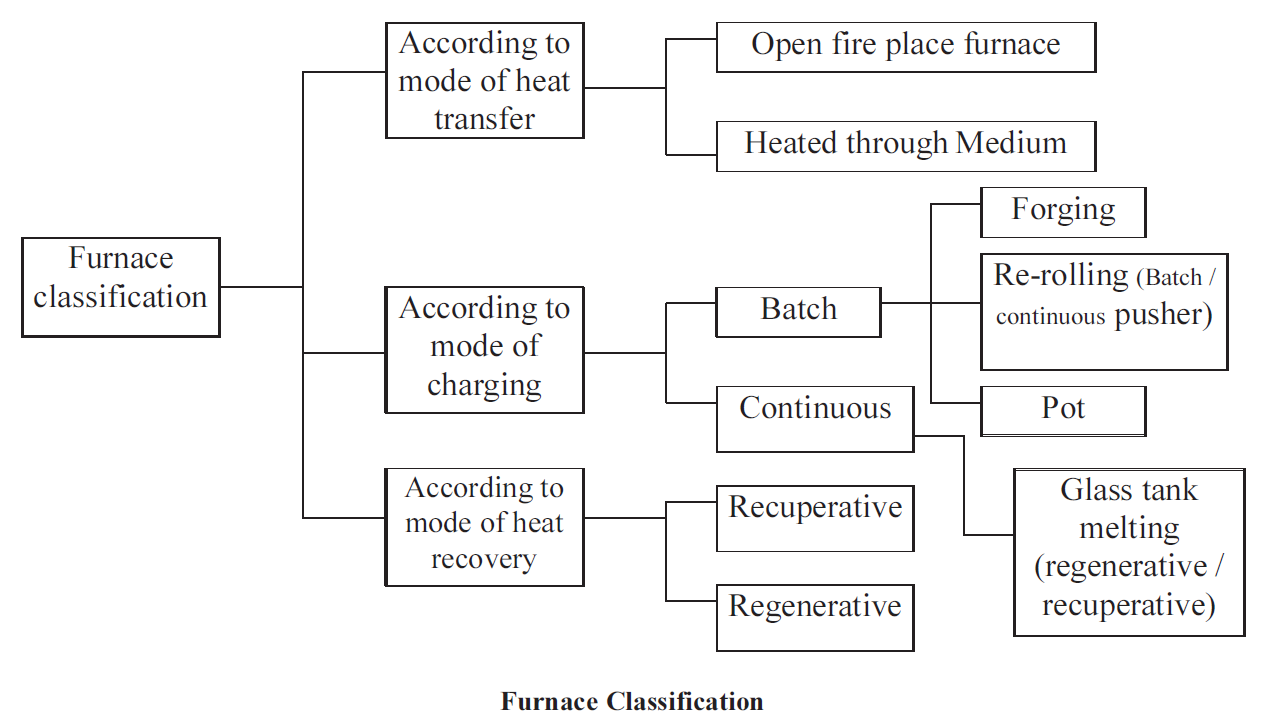 Furnace
classification
According to
mode of heat
transfer
Open fire place furnace
Heated through Medium
According to
mode of
charging
Batch
Forging
Re-rolling (Batch /
continuous pusher)
Pot
Continuous
Glass tank
melting
(regenerative /
recuperative)
According to
mode of heat
recovery
Recuperative
Regenerative
Furnace Classification